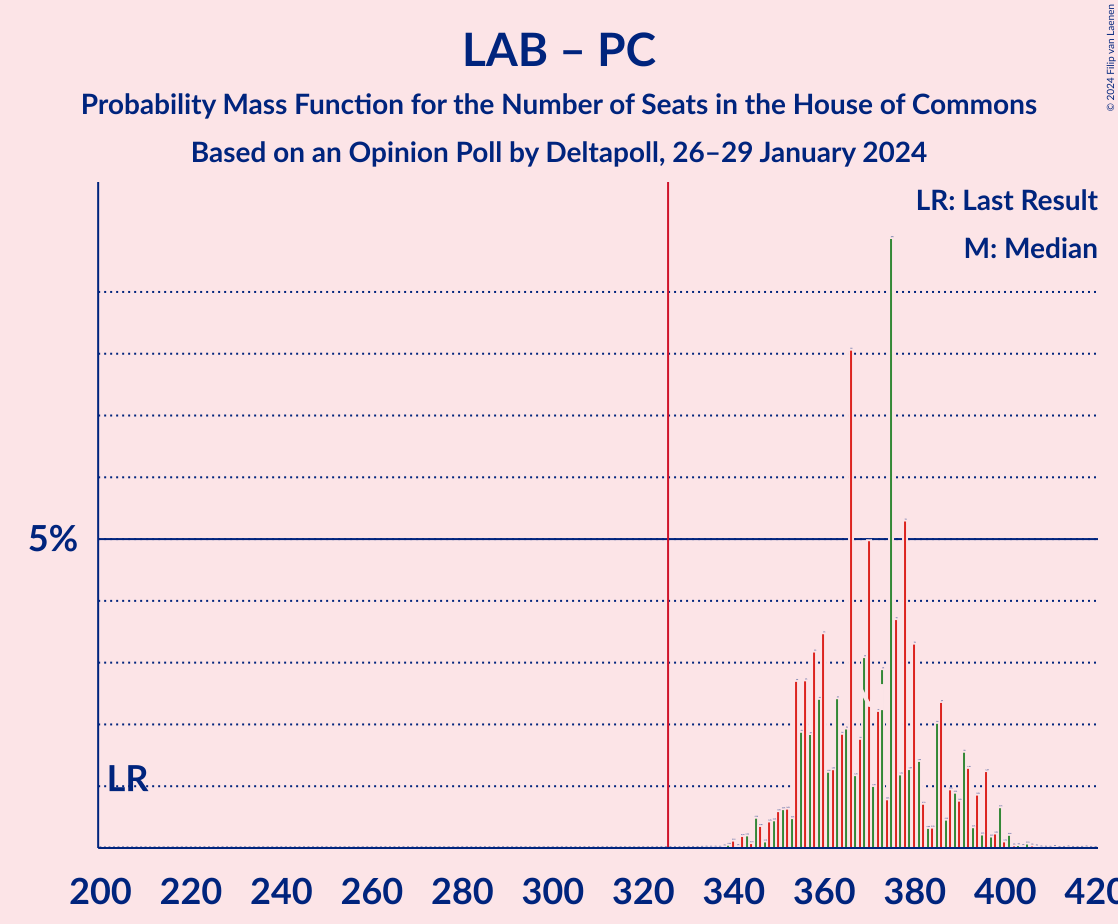 LAB – PC
Probability Mass Function for the Number of Seats in the House of Commons
Based on an Opinion Poll by Deltapoll, 26–29 January 2024
© 2024 Filip van Laenen
LR: Last Result
M: Median
5%
LR
200 220 240 260 280 300 320 340 360 380 400 420